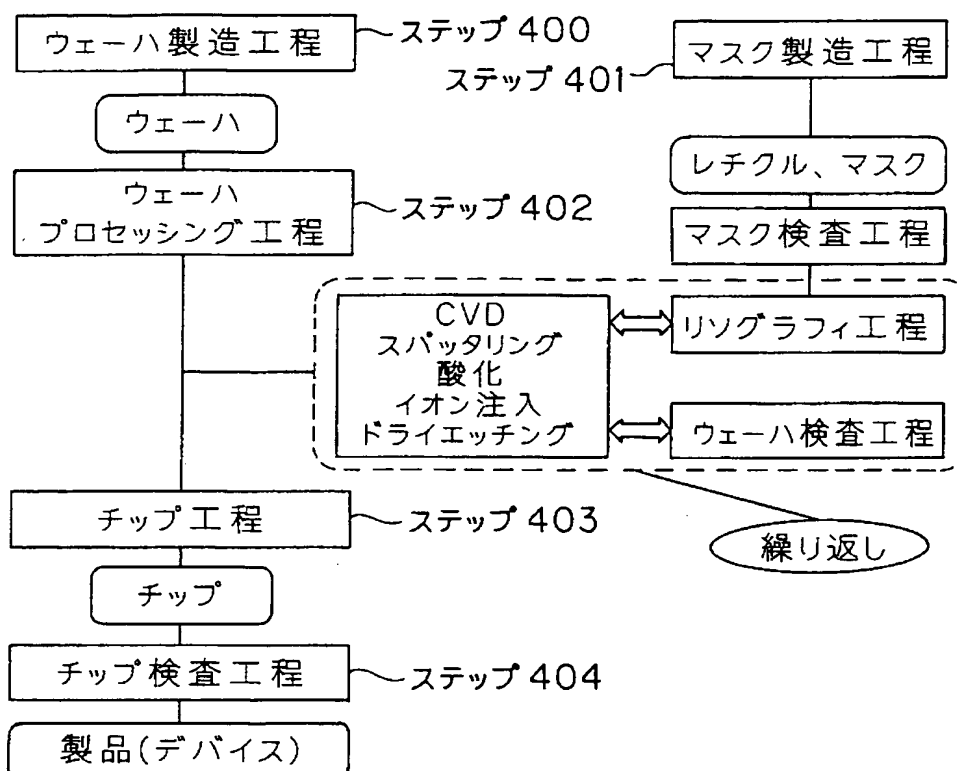 ウェーハ製造工程
ステップ 400
ウェーハ
ウェーハ
プロセッシング工程
ステップ 402
マスク製造工程
ステップ 401
レチクル、マスク
マスク検査工程
CVD
スパッタリング
酸化
イオン注入
ドライエッチング
リソグラフィ工程
ウェーハ検査工程
繰り返し
チップ工程
ステップ 403
チップ
チップ検査工程
ステップ 404
製品(デバイス)